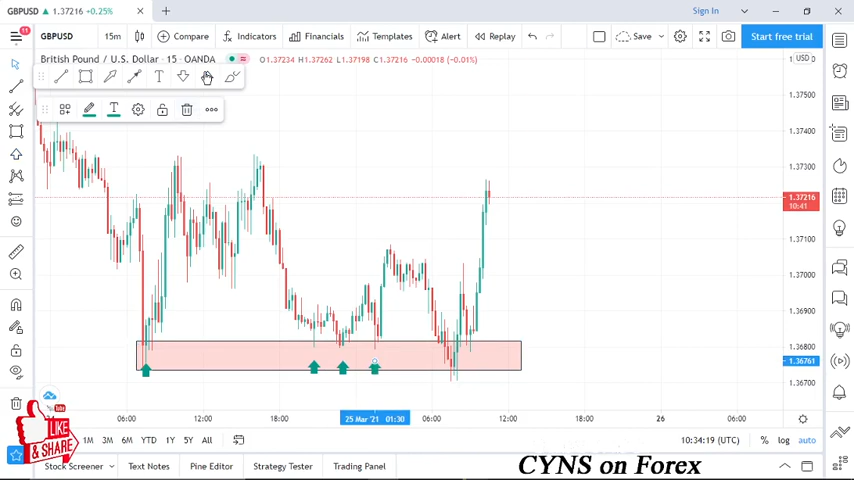 GBPUSD ▲ 1.37216 +0.25%
Sign In
11
GBPUSD
15m
Compare
Indicators
Financials
Templates
Alert
Replay
Save
Start free trial
British Pound / U.S. Dollar · 15 · OANDA
O1.37234 H1.37262 L1.37198 C1.37216 -0.00018 (-0.01%)
USD
1.37500
1.37400
1.37300
1.37216
10:41
1.37100
1.37000
1.36900
1.36800
1.36761
1.36700
06:00
12:00
18:00
25 Mar '21 01:30
06:00
12:00
18:00
26
06:00
LIKE
& SHARE
1M
3M
6M
YTD
1Y
5Y
All
10:34:19 (UTC)
%
log
auto
Stock Screener
Text Notes
Pine Editor
Strategy Tester
Trading Panel
CYNS on Forex